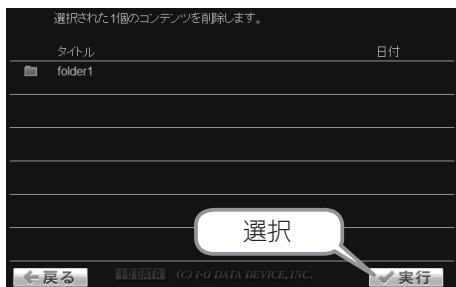 選択された1個のコンテンツを削除します。
タイトル 日付
folder1
選択
戻る I-O DATA (C) I-O DATA DEVICE, INC. 実行